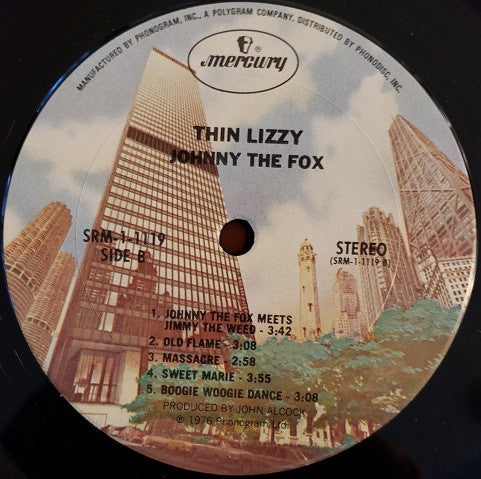 MANUFACTURED BY PHONOGRAM, INC., A POLYGRAM COMPANY. DISTRIBUTED BY PHONODISC, INC.
mercury
THIN LIZZY
JOHNNY THE FOX
SRM-1-1119
SIDE B
STEREO
(SRM-1-1119 B)
1. JOHNNY THE FOX MEETS
JIMMY THE WEED - 3:42
2. OLD FLAME - 3:08
3. MASSACRE - 2:58
4. SWEET MARIE - 3:55
5. BOOGIE WOOGIE DANCE - 3:08
PRODUCED BY JOHN ALCOCK
℗ 1976 Phonogram, Ltd.